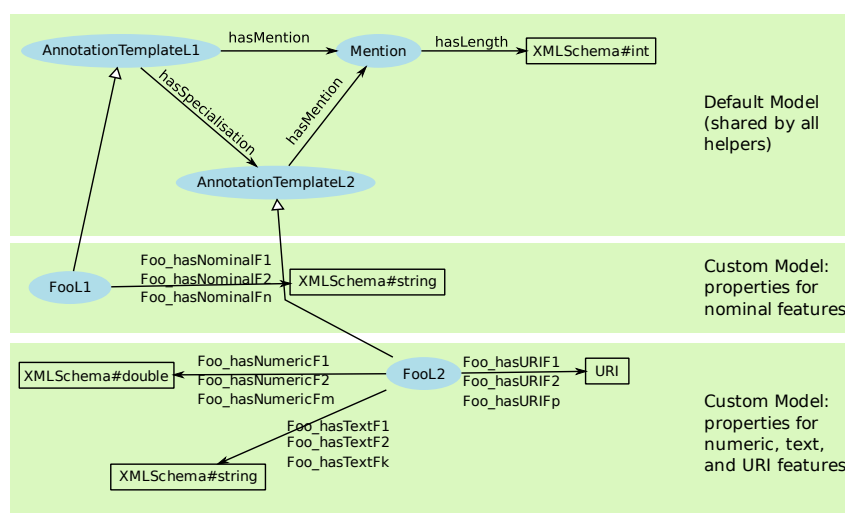 AnnotationTemplateL1
hasMention
Mention
hasLength
XMLSchema#int
hasSpecialisation
hasMention
AnnotationTemplateL2
Default Model
(shared by all
helpers)
FooL1
Foo_hasNominalF1
Foo_hasNominalF2
Foo_hasNominalFn
XMLSchema#string
Custom Model:
properties for
nominal features
XMLSchema#double
Foo_hasNumericF1
Foo_hasNumericF2
Foo_hasNumericFm
FooL2
Foo_hasURIF1
Foo_hasURIF2
Foo_hasURIFp
URI
Foo_hasTextF1
Foo_hasTextF2
Foo_hasTextFk
XMLSchema#string
Custom Model:
properties for
numeric, text,
and URI features